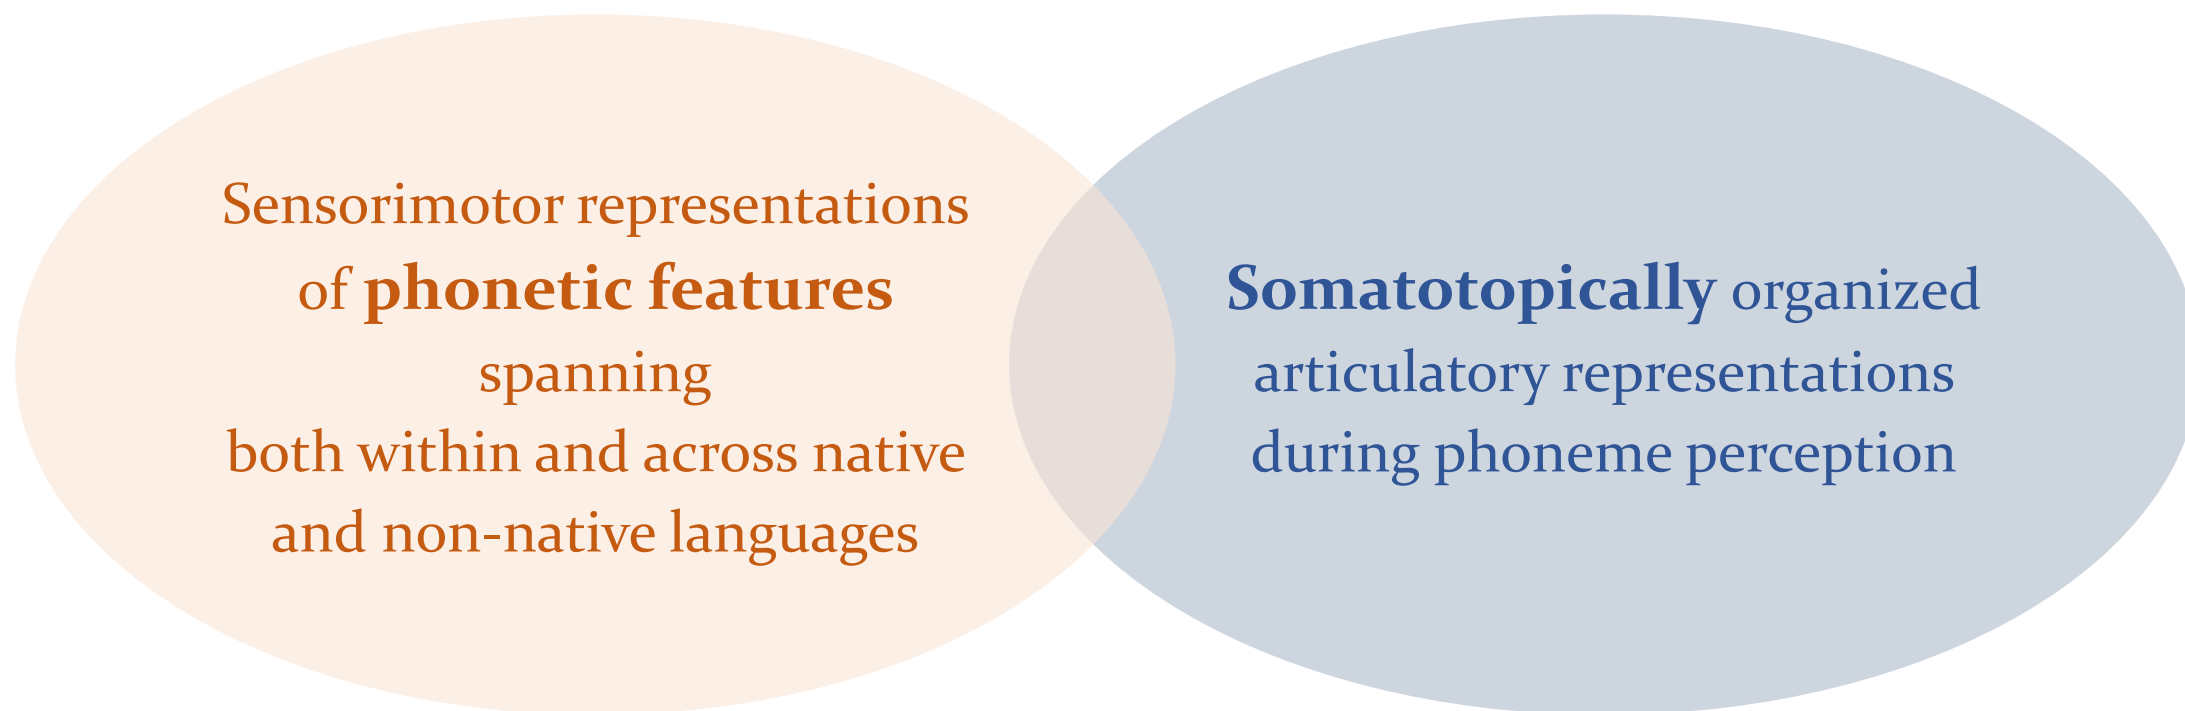 Sensorimotor representations
of phonetic features
spanning
both within and across native
and non-native languages
Somatotopically organized
articulatory representations
during phoneme perception